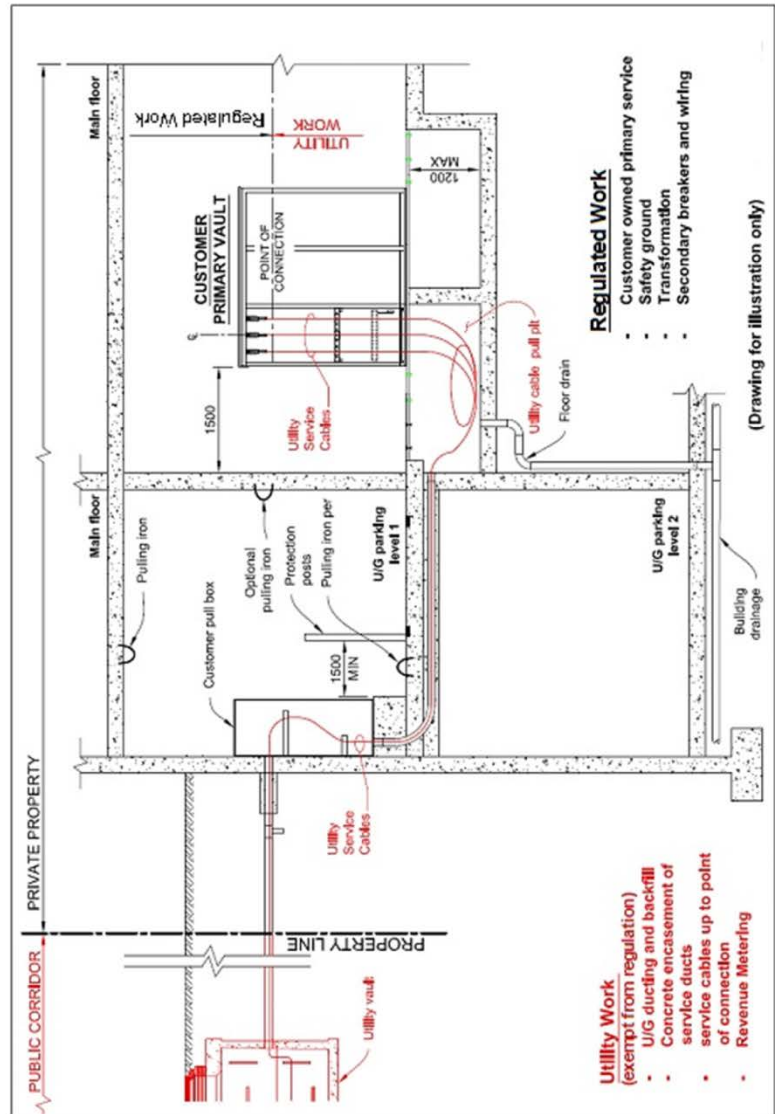 PUBLIC CORRIDOR
PRIVATE PROPERTY
Main floor
Main floor
Regulated Work
UTILITY
WORK
Pulling iron
CUSTOMER
PRIMARY VAULT
POINT OF
CONNECTION
℄
1500
Customer pull box
Optional
pulling iron
Protection
posts
Pulling iron per
1500
MIN
Utility
Service
Cables
1200
MAX
U/G parking
level 1
Utility
Service
Cables
PROPERTY LINE
Utility vault
Utility cable pull pit
Floor drain
U/G parking
level 2
Building
drainage
Utility Work
(exempt from regulation)
- U/G ducting and backfill
- Concrete encasement of
service ducts
- service cables up to point
of connection
- Revenue Metering
Regulated Work
- Customer owned primary service
- Safety ground
- Transformation
- Secondary breakers and wiring
(Drawing for illustration only)